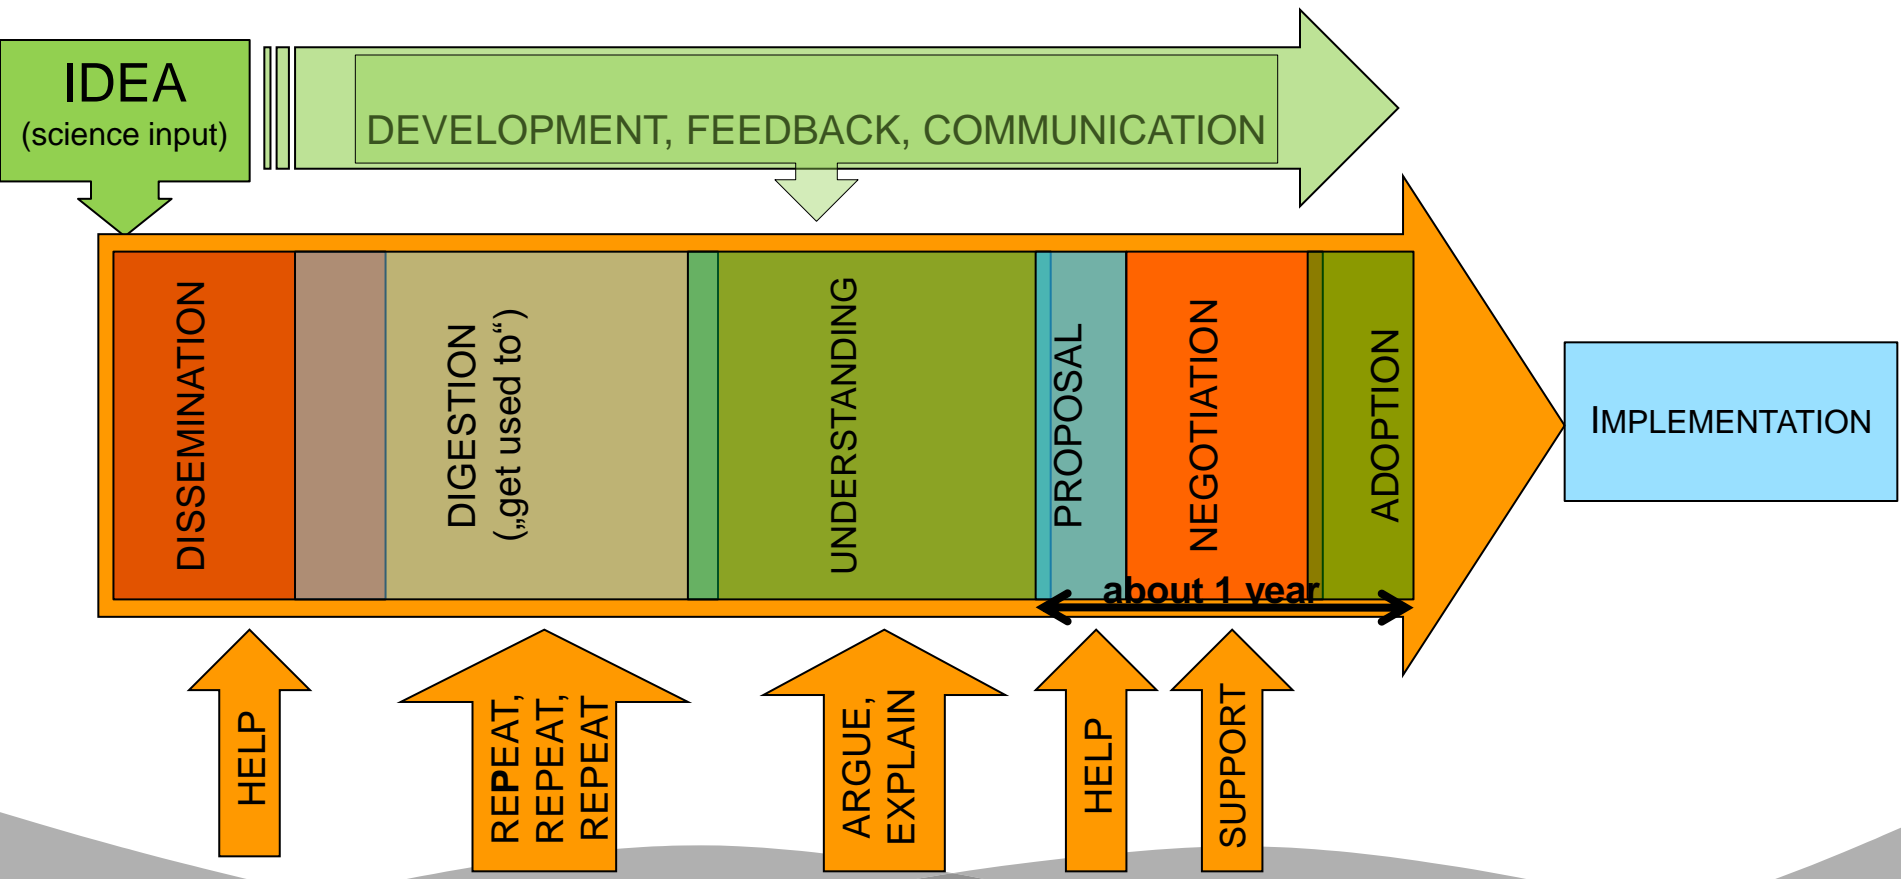 IDEA
(science input)
DEVELOPMENT, FEEDBACK, COMMUNICATION
DISSEMINATION
DIGESTION
(„get used to“)
UNDERSTANDING
PROPOSAL
NEGOTIATION
ADOPTION
about 1 year
IMPLEMENTATION
HELP
REPEAT,
REPEAT,
REPEAT
ARGUE,
EXPLAIN
HELP
SUPPORT